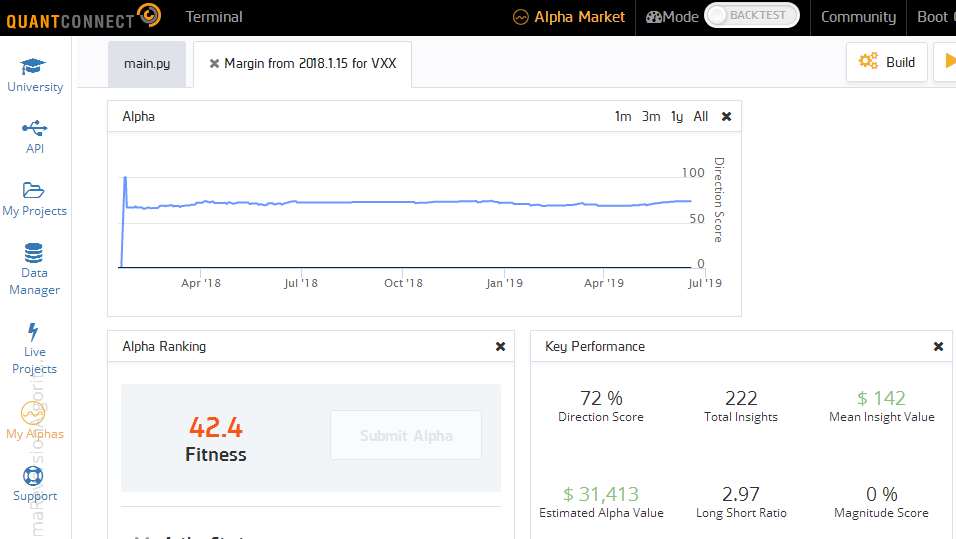 QUANTCONNECT Terminal Alpha Market Mode BACKTEST Community Boot
main.py Margin from 2018.1.15 for VXX Build
University
API
My Projects
Data
Manager
Live
Projects
My Alphas
Support
Alpha 1m 3m 1y All
100
50
0
Direction Score
Apr '18 Jul '18 Oct '18 Jan '19 Apr '19 Jul '19
Alpha Ranking
42.4
Fitness
Submit Alpha
Key Performance
72 % 222 $ 142
Direction Score Total Insights Mean Insight Value
$ 31,413 2.97 0 %
Estimated Alpha Value Long Short Ratio Magnitude Score